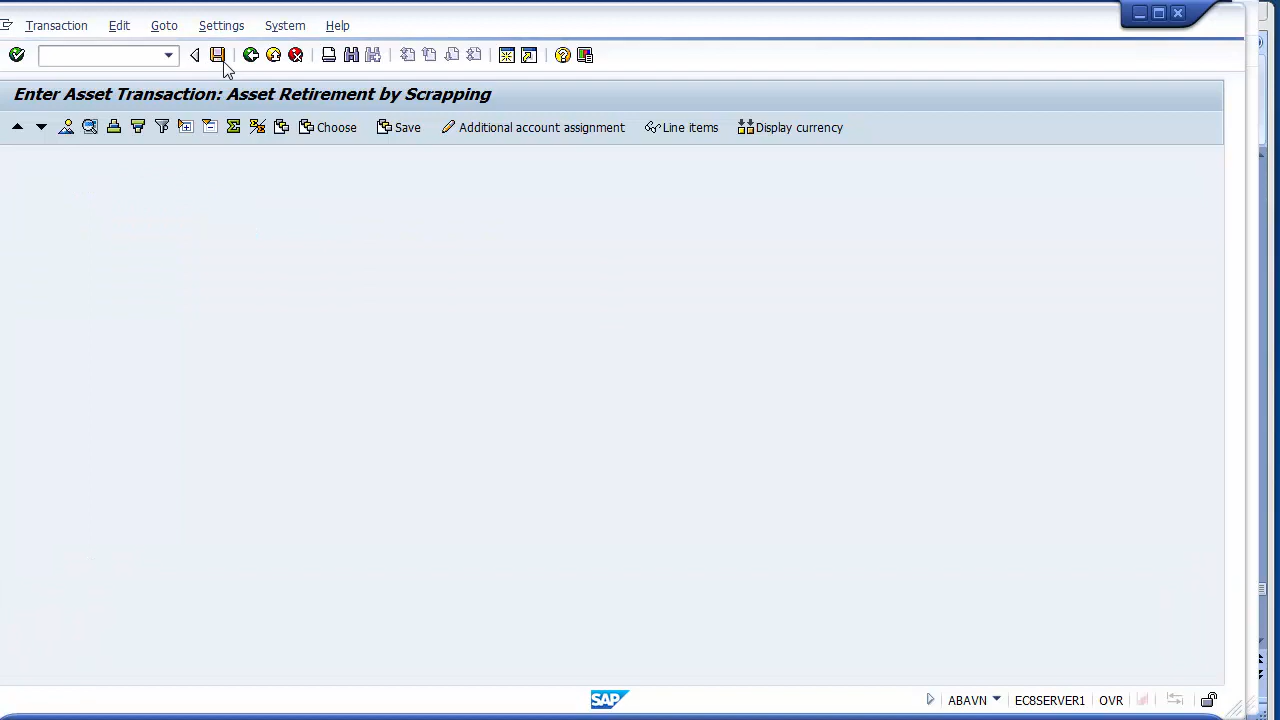 Transaction Edit Goto Settings System Help
Enter Asset Transaction: Asset Retirement by Scrapping
Choose Save Additional account assignment Line items Display currency
SAP ABAVN EC8SERVER1 OVR